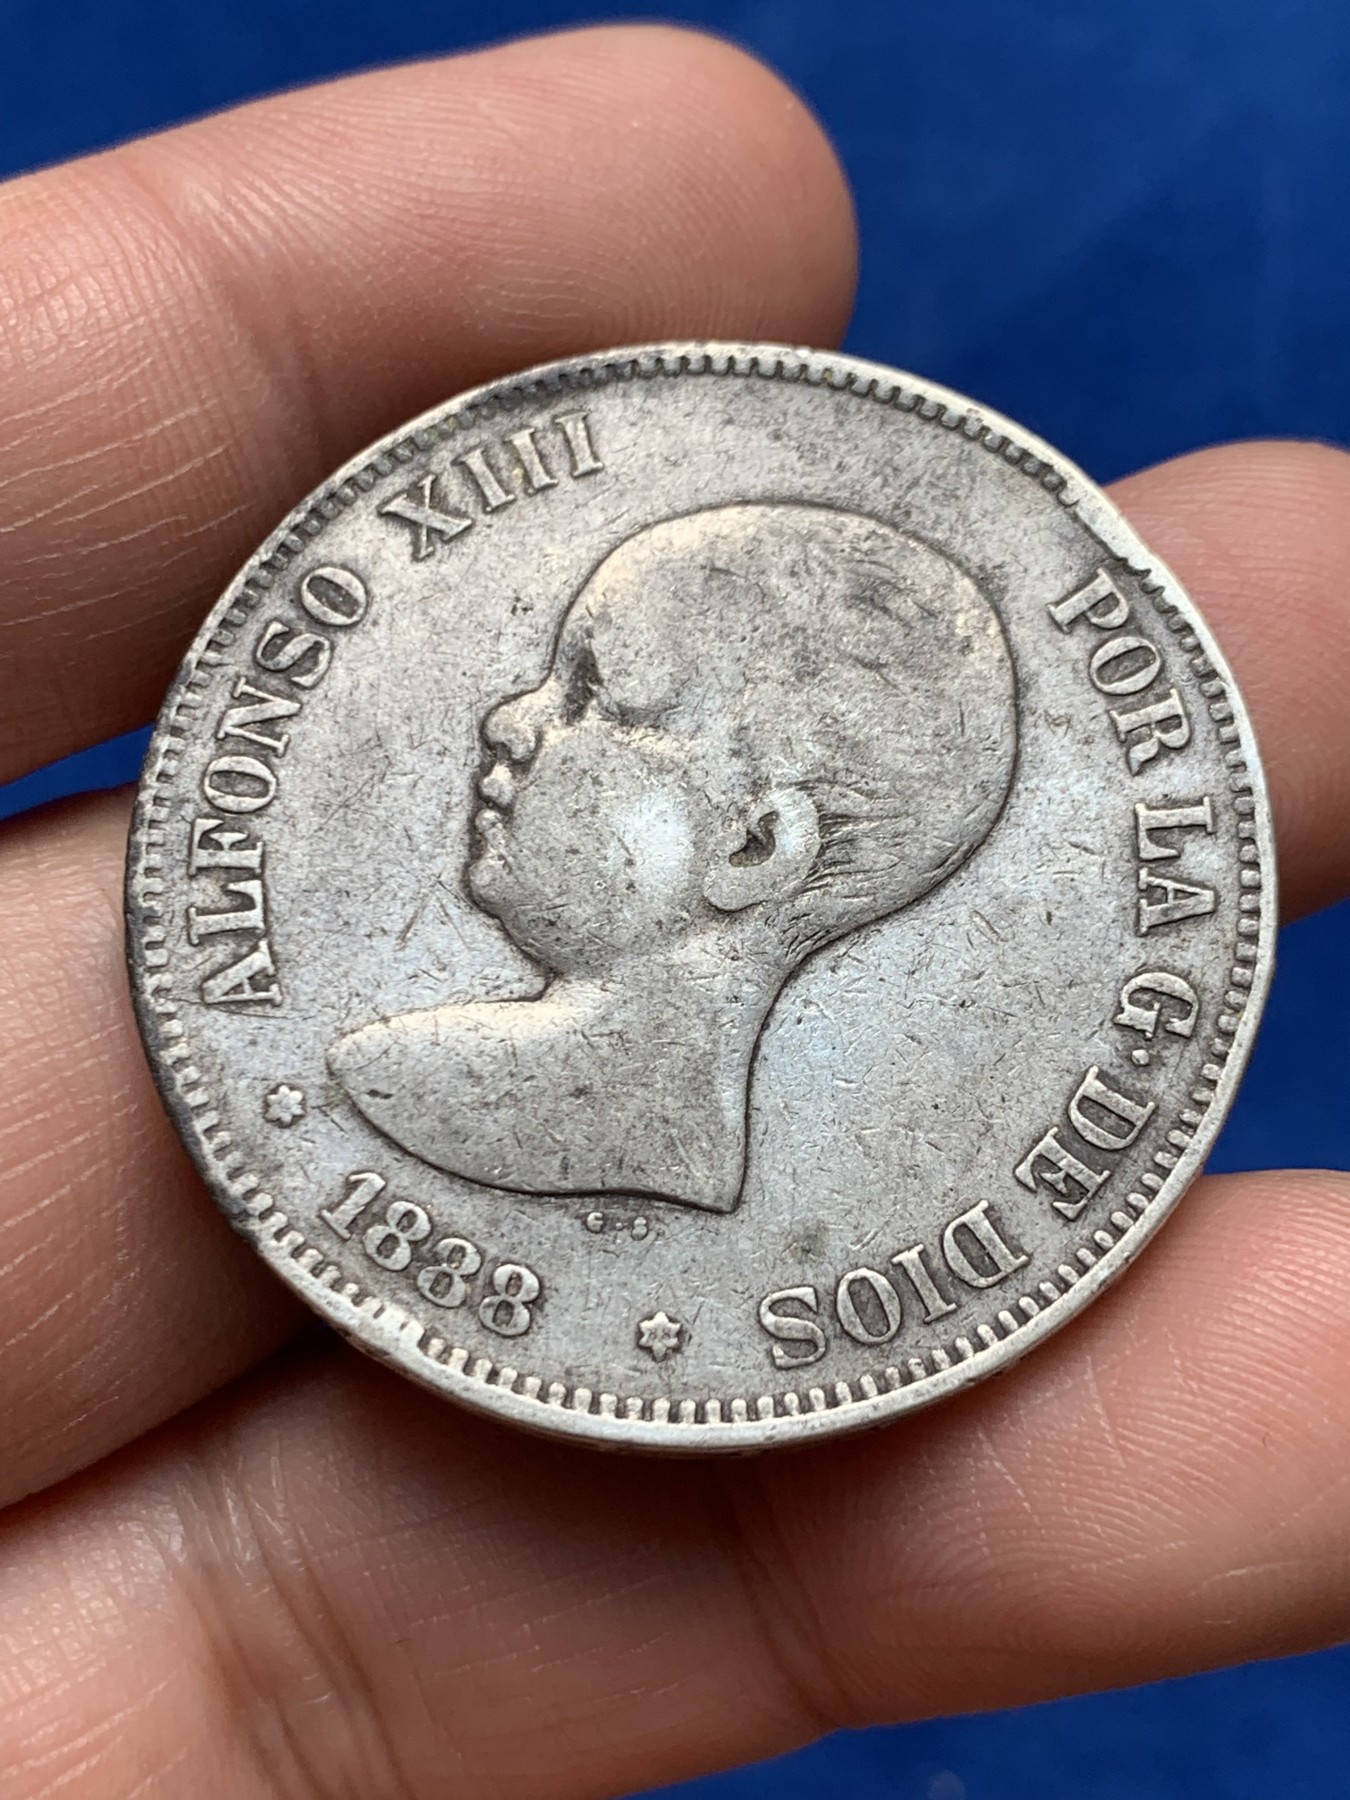 ALFONSO XIII
POR LA G· DE DIOS
1888
G·S